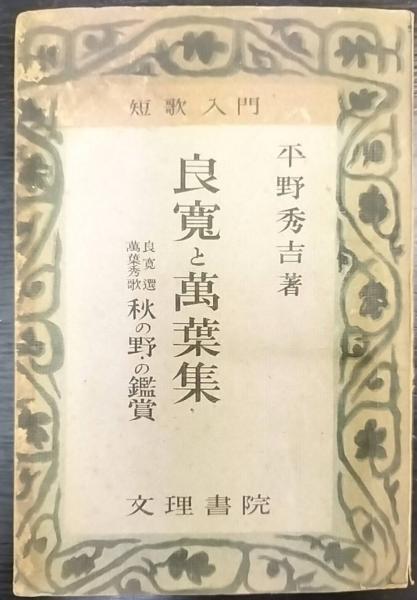 短歌入門
平野秀吉著
良寛と萬葉集
良寛選
萬葉秀歌
秋の野の鑑賞
文理書院